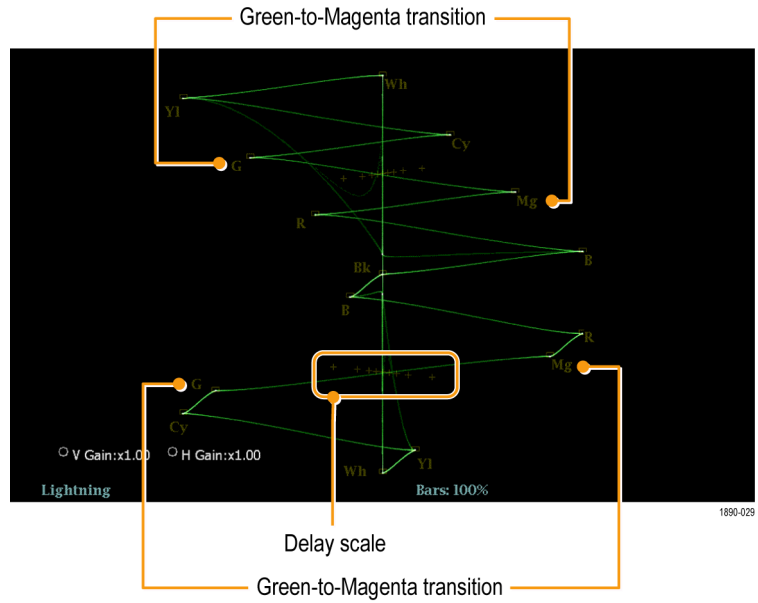 Green-to-Magenta transition
Wh
Yl
Cy
G
Mg
R
B
Bk
B
R
Mg
G
Cy
V Gain:x1.00 H Gain:x1.00
Wh Yl
Lightning Bars: 100%
1890-029
Delay scale
Green-to-Magenta transition